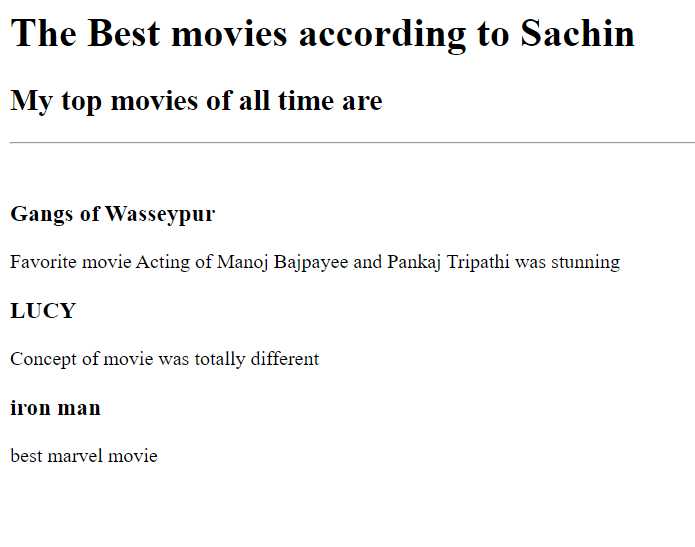 The Best movies according to Sachin
My top movies of all time are
Gangs of Wasseypur
Favorite movie Acting of Manoj Bajpayee and Pankaj Tripathi was stunning
LUCY
Concept of movie was totally different
iron man
best marvel movie